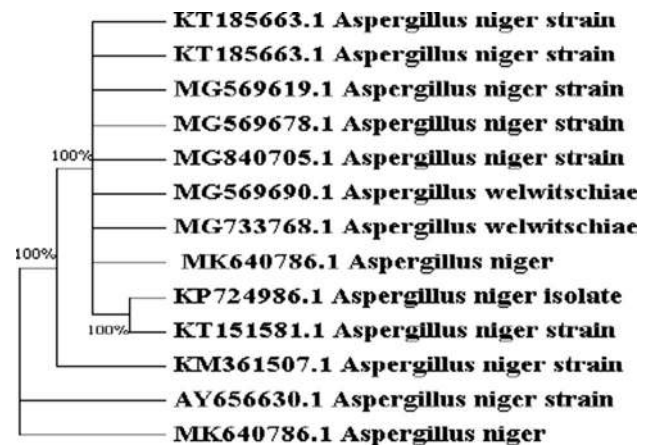 KT185663.1 Aspergillus niger strain
KT185663.1 Aspergillus niger strain
MG569619.1 Aspergillus niger strain
MG569678.1 Aspergillus niger strain
100% MG840705.1 Aspergillus niger strain
MG569690.1 Aspergillus welwitschiae
MG733768.1 Aspergillus welwitschiae
100% MK640786.1 Aspergillus niger
KP724986.1 Aspergillus niger isolate
100% KT151581.1 Aspergillus niger strain
KM361507.1 Aspergillus niger strain
AY656630.1 Aspergillus niger strain
MK640786.1 Aspergillus niger